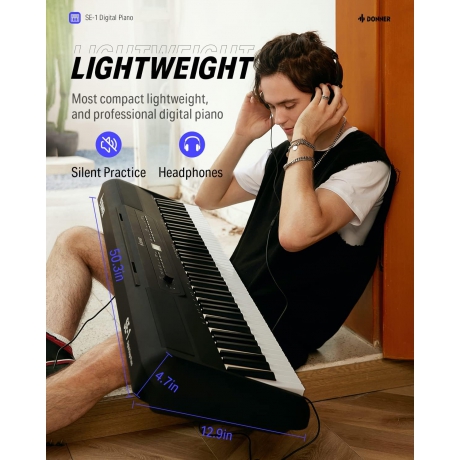 SE-1 Digital Piano
DONNER
LIGHTWEIGHT
LIGHTWEIGHT
Most compact lightweight,
and professional digital piano
Silent Practice
Headphones
50.3in
4.7in
12.9in